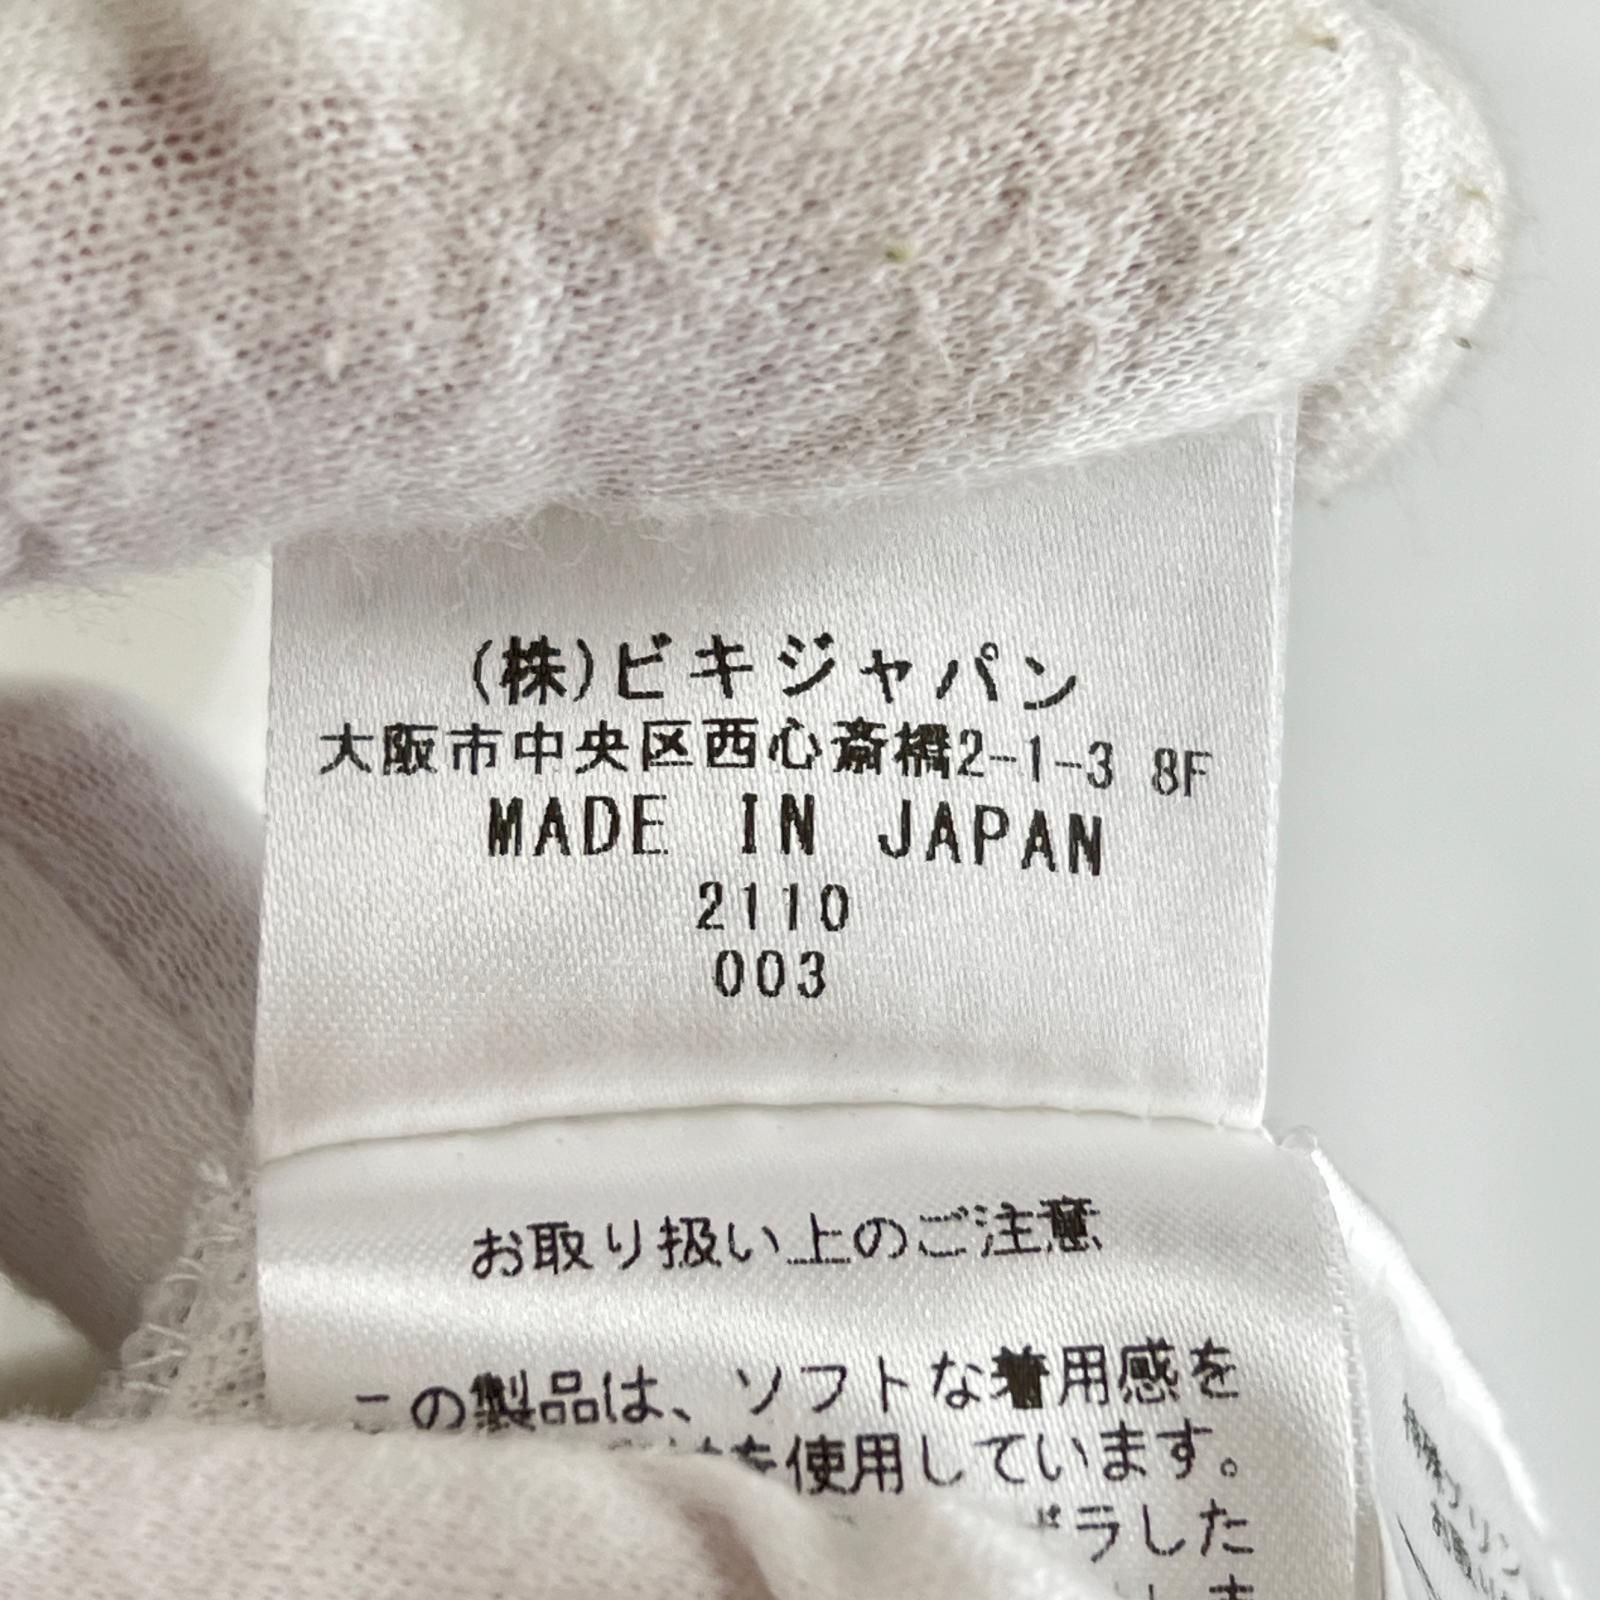 (株)ビキジャパン
大阪市中央区西心斎橋2-1-3 8F
MADE IN JAPAN
2110
003
お取り扱い上のご注意
この製品は、ソフトな着用感を
を使用しています。
ラした